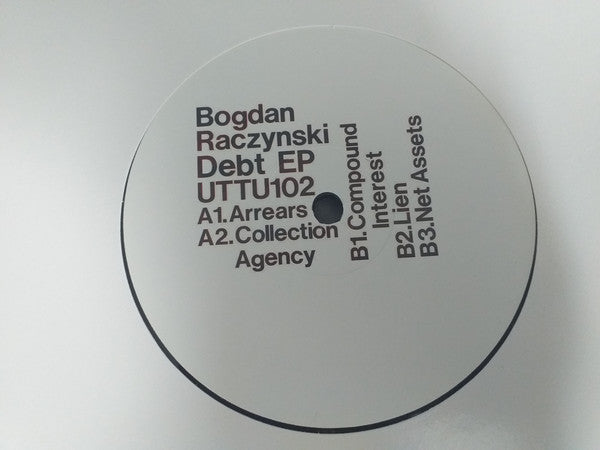 Bogdan
Raczynski
Debt EP
UTTU102
A1.Arrears
A2.Collection
Agency
B1.Compound
Interest
B2.Lien
B3.Net Assets